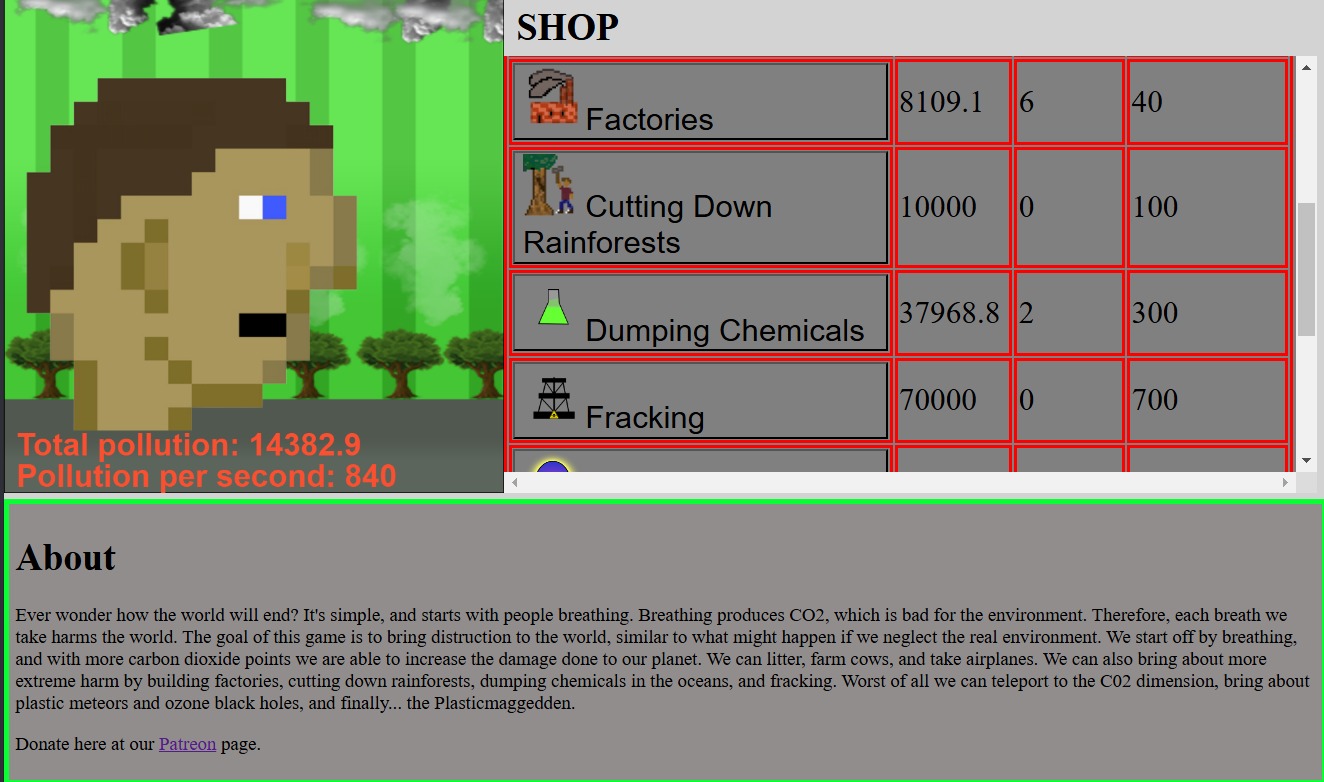 SHOP
Factories 8109.1 6 40
Cutting Down
Rainforests 10000 0 100
Dumping Chemicals 37968.8 2 300
Fracking 70000 0 700
Total pollution: 14382.9
Pollution per second: 840
About
Ever wonder how the world will end? It's simple, and starts with people breathing. Breathing produces CO2, which is bad for the environment. Therefore, each breath we
take harms the world. The goal of this game is to bring distruction to the world, similar to what might happen if we neglect the real environment. We start off by breathing,
and with more carbon dioxide points we are able to increase the damage done to our planet. We can litter, farm cows, and take airplanes. We can also bring about more
extreme harm by building factories, cutting down rainforests, dumping chemicals in the oceans, and fracking. Worst of all we can teleport to the C02 dimension, bring about
plastic meteors and ozone black holes, and finally... the Plasticmaggedden.
Donate here at our Patreon page.